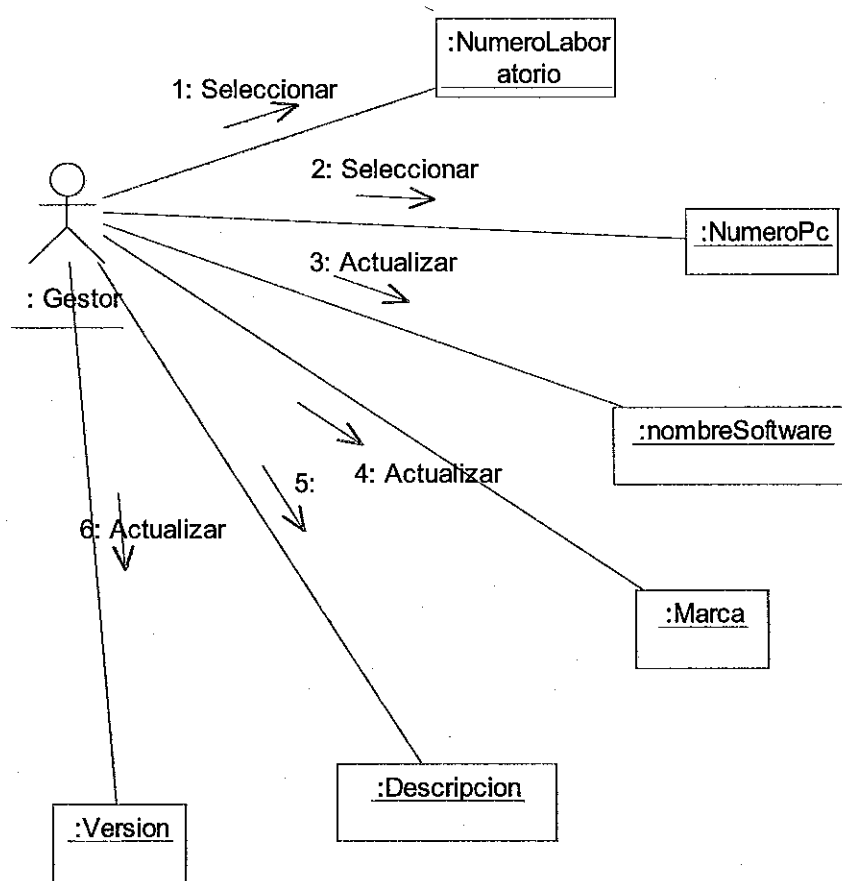 :NumeroLabor
atorio
1: Seleccionar
2: Seleccionar
:NumeroPc
3: Actualizar
: Gestor
:nombreSoftware
4: Actualizar
5:
6: Actualizar
:Marca
:Descripcion
:Version